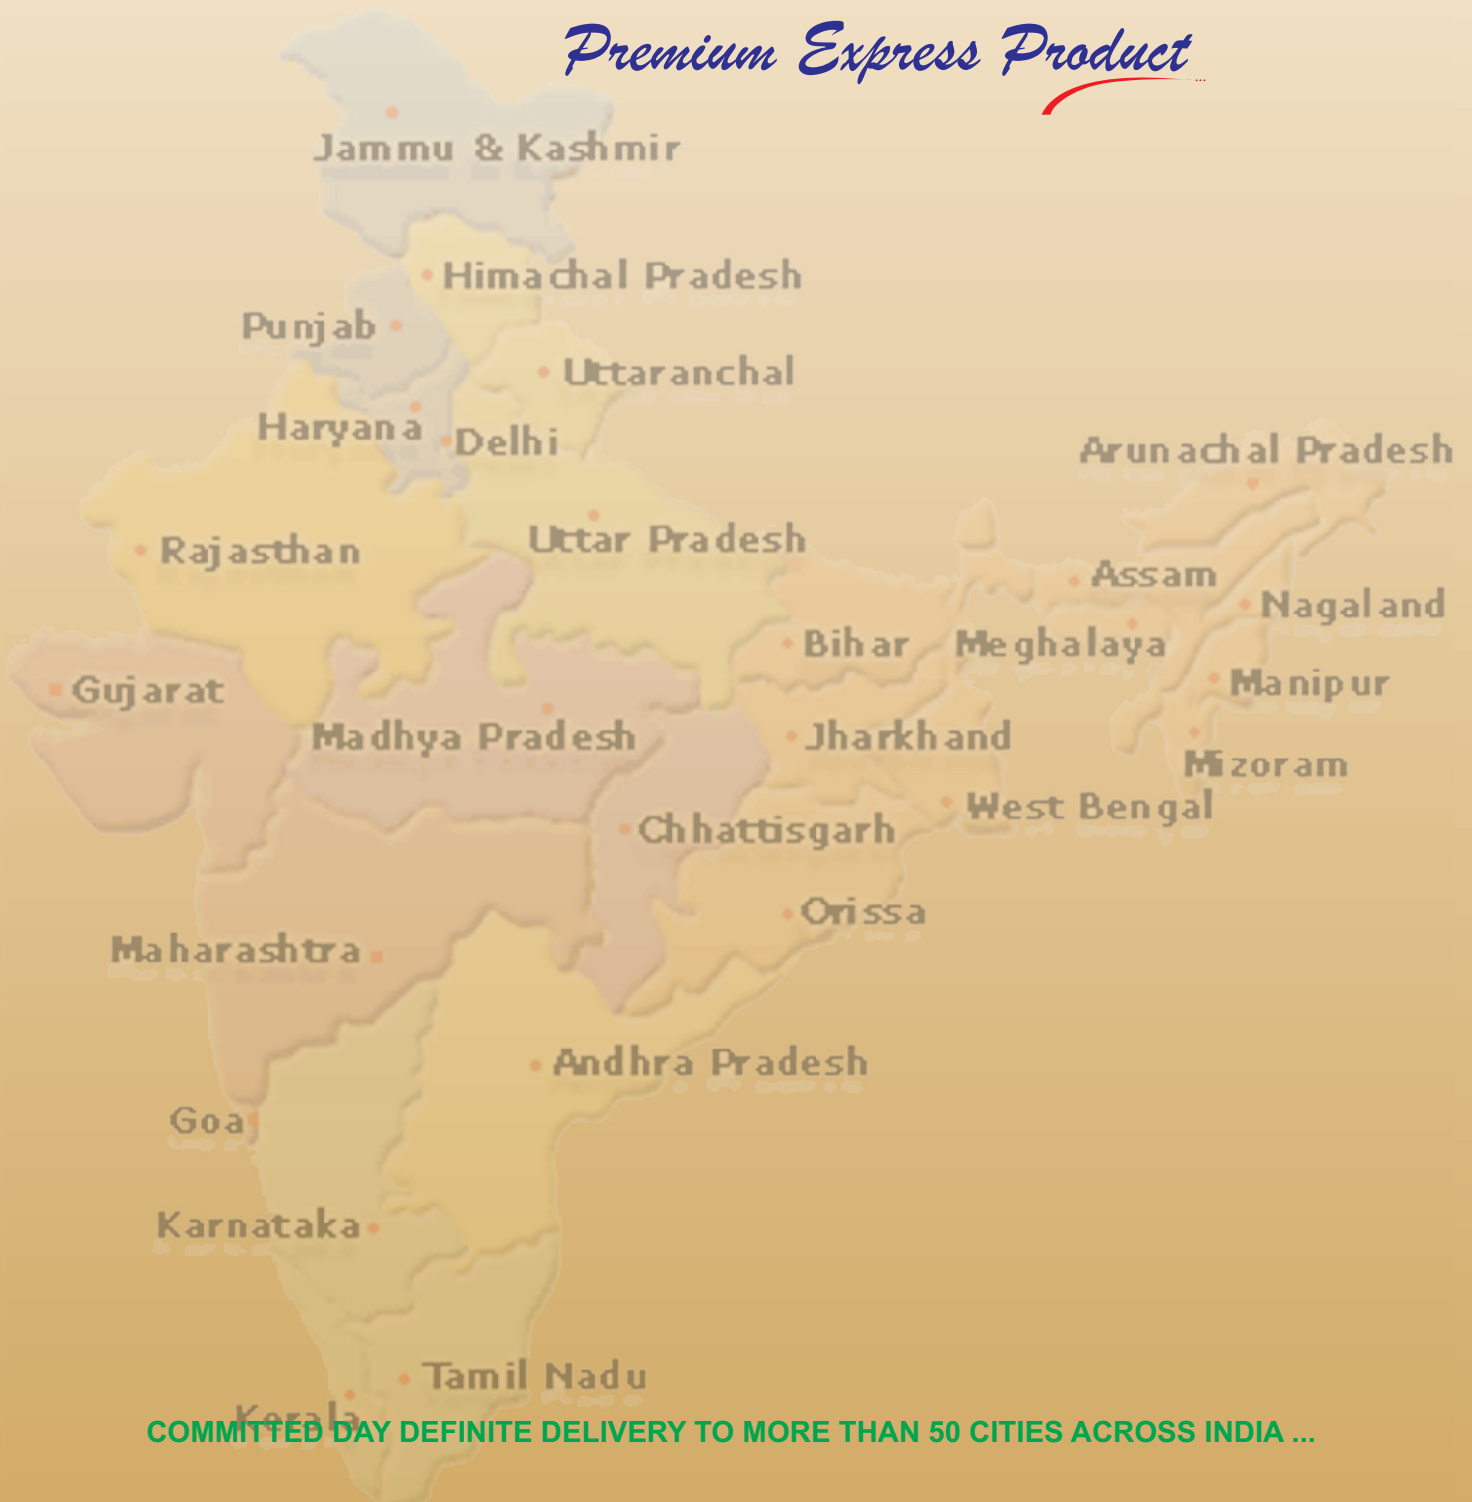 Premium Express Product
Jammu & Kashmir
Himachal Pradesh
Punjab
Uttaranchal
Haryana
Delhi
Arunachal Pradesh
Rajasthan
Uttar Pradesh
Assam
Nagaland
Bihar
Meghalaya
Manipur
Gujarat
Madhya Pradesh
Jharkhand
Mizoram
West Bengal
Chhattisgarh
Orissa
Maharashtra
Andhra Pradesh
Goa
Karnataka
Tamil Nadu
Kerala
COMMITTED DAY DEFINITE DELIVERY TO MORE THAN 50 CITIES ACROSS INDIA ...